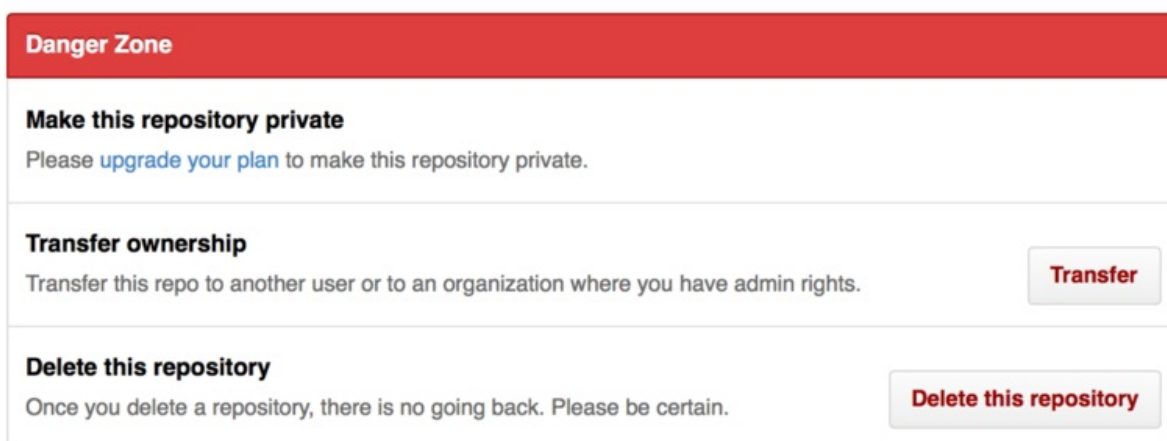 Danger Zone
Make this repository private
Please upgrade your plan to make this repository private.
Transfer ownership
Transfer this repo to another user or to an organization where you have admin rights.
Transfer
Delete this repository
Once you delete a repository, there is no going back. Please be certain.
Delete this repository